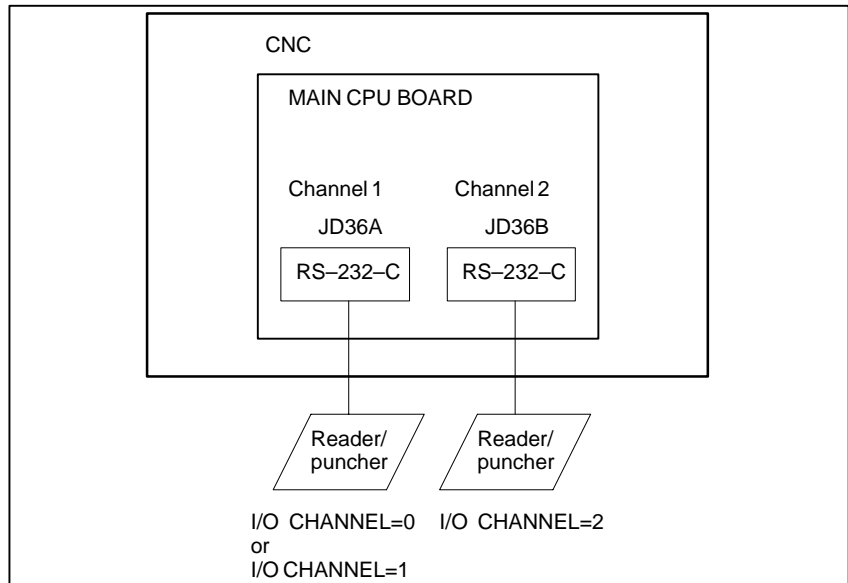 CNC
MAIN CPU BOARD
Channel 1 Channel 2
JD36A JD36B
RS–232–C RS–232–C
Reader/ Reader/
puncher puncher
I/O CHANNEL=0 I/O CHANNEL=2
or
I/O CHANNEL=1